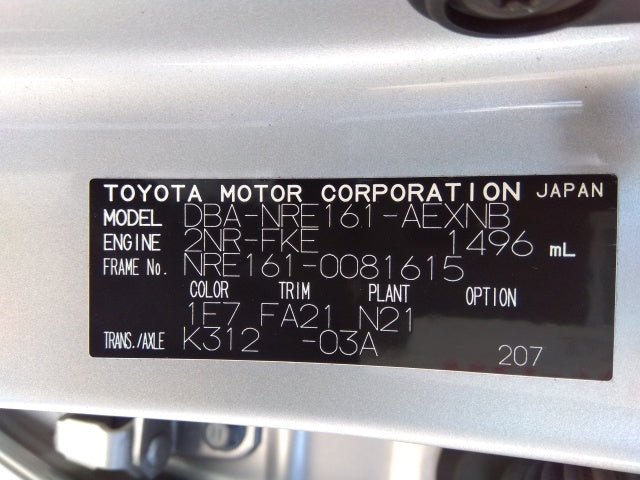 TOYOTA MOTOR CORPORATION JAPAN
MODEL DBA-NRE161-AEXNB
ENGINE 2NR-FKE 1496 mL
FRAME No. NRE161-0081615
COLOR TRIM PLANT OPTION
1F7 FA21 N21
TRANS./AXLE K312 -03A
207